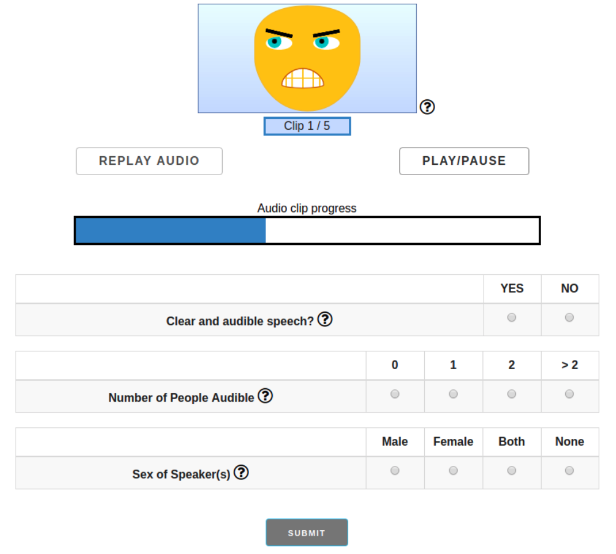 ?
Clip 1 / 5
REPLAY AUDIO PLAY/PAUSE
Audio clip progress
YES NO
Clear and audible speech? ?
0 1 2 > 2
Number of People Audible ?
Male Female Both None
Sex of Speaker(s) ?
SUBMIT